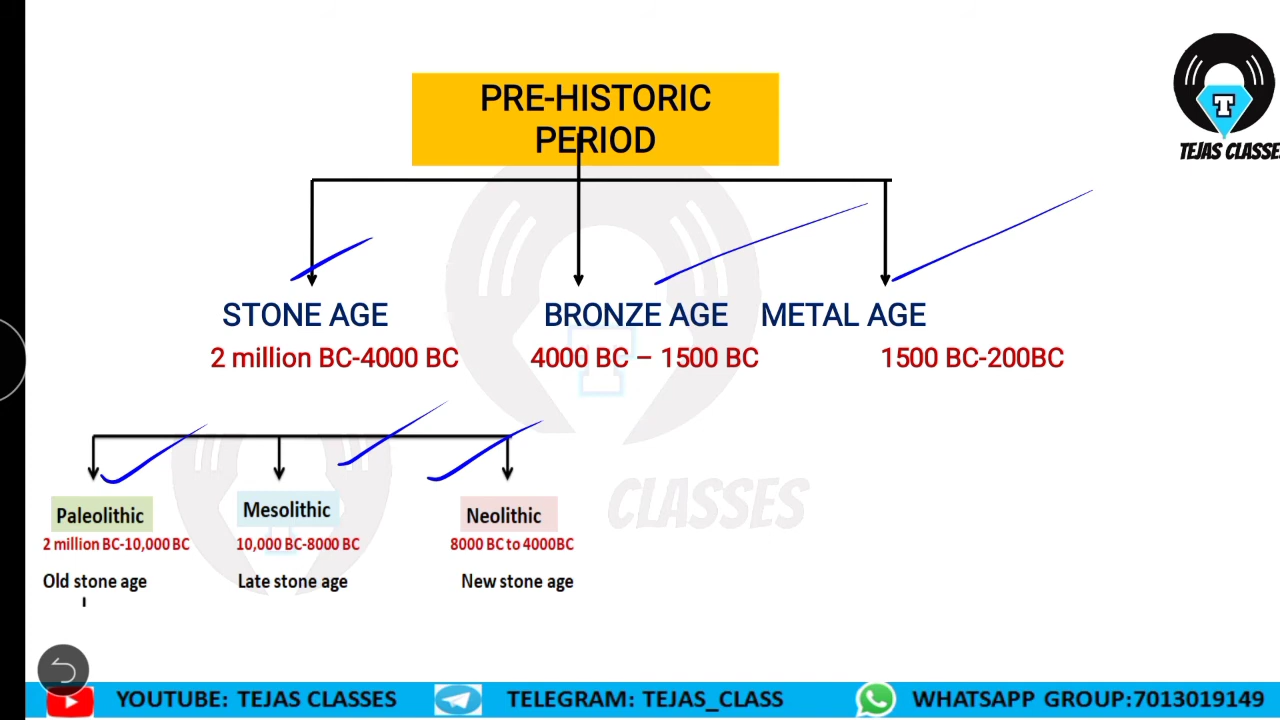 PRE-HISTORIC
PERIOD
T
TEJAS CLASSE
STONE AGE
BRONZE AGE
METAL AGE
2 million BC-4000 BC
4000 BC – 1500 BC
1500 BC-200BC
T
CLASSES
Paleolithic
Mesolithic
Neolithic
2 million BC-10,000 BC
10,000 BC-8000 BC
8000 BC to 4000BC
Old stone age
Late stone age
New stone age
YOUTUBE: TEJAS CLASSES
TELEGRAM: TEJAS_CLASS
WHATSAPP GROUP:7013019149